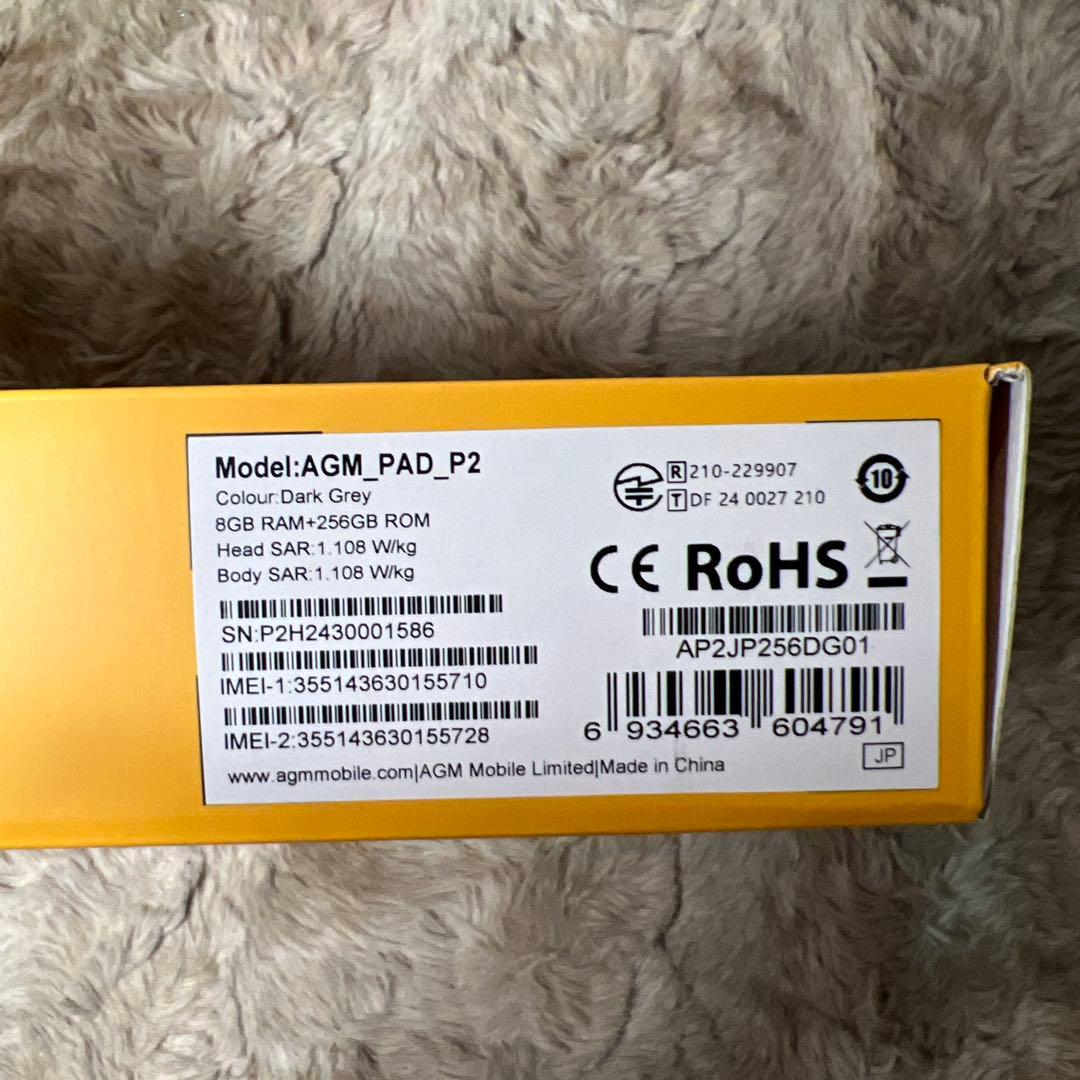 Model:AGM_PAD_P2
Colour:Dark Grey
8GB RAM+256GB ROM
Head SAR:1.108 W/kg
Body SAR:1.108 W/kg
SN:P2H2430001586
IMEI-1:355143630155710
IMEI-2:355143630155728
www.agmmobile.com|AGM Mobile Limited|Made in China
R 210-229907
T DF 24 0027 210
10
CE RoHS
AP2JP256DG01
6 934663 604791
JP